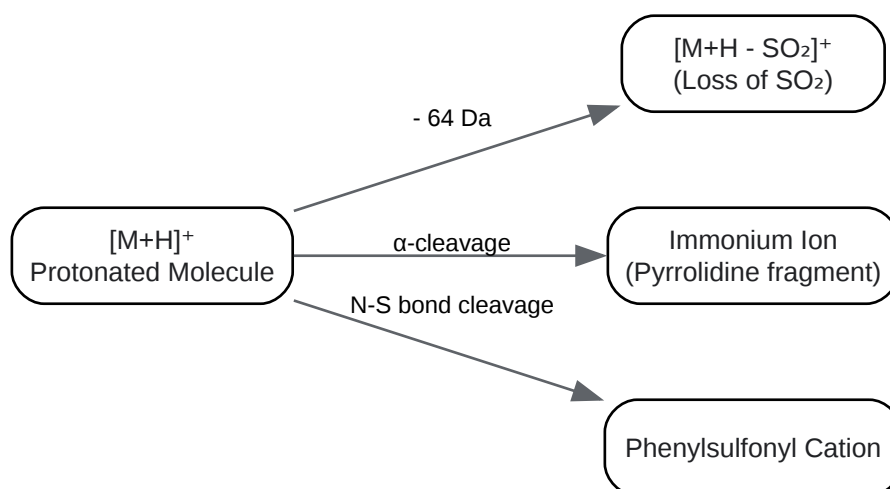 [M+H - SO₂]⁺
(Loss of SO₂)
- 64 Da
[M+H]⁺
Protonated Molecule
α-cleavage
Immonium Ion
(Pyrrolidine fragment)
N-S bond cleavage
Phenylsulfonyl Cation